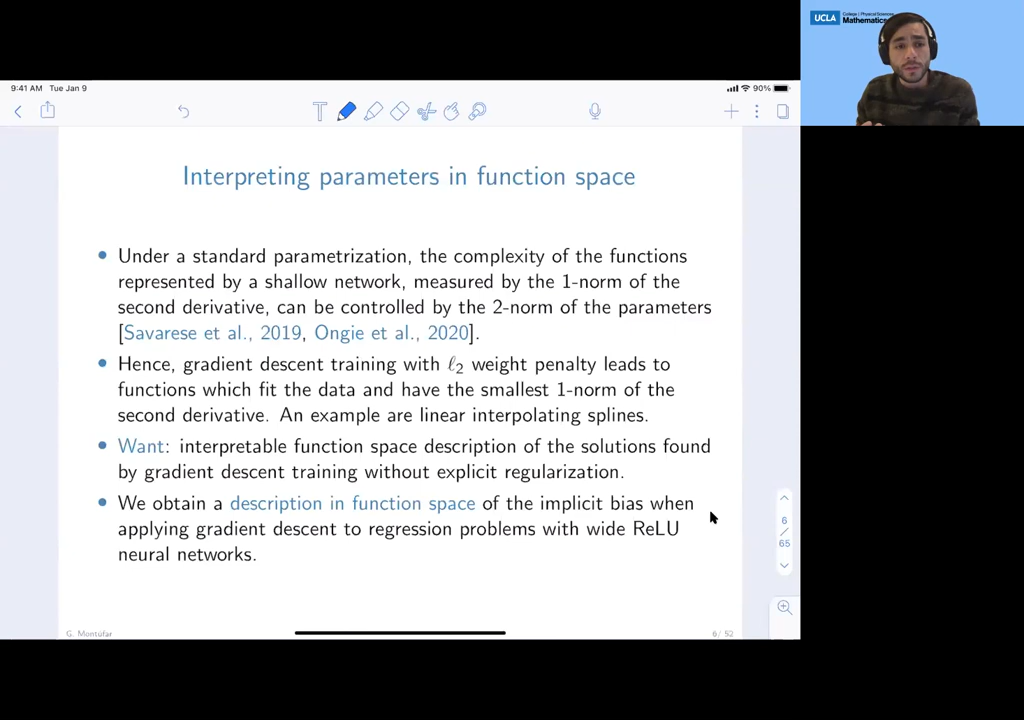 UCLA College | Physical Sciences
Mathematics
9:41 AM Tue Jan 9
90%
T
Interpreting parameters in function space
• Under a standard parametrization, the complexity of the functions
represented by a shallow network, measured by the 1-norm of the
second derivative, can be controlled by the 2-norm of the parameters
[Savarese et al., 2019, Ongie et al., 2020].
• Hence, gradient descent training with ℓ₂ weight penalty leads to
functions which fit the data and have the smallest 1-norm of the
second derivative. An example are linear interpolating splines.
• Want: interpretable function space description of the solutions found
by gradient descent training without explicit regularization.
• We obtain a description in function space of the implicit bias when
applying gradient descent to regression problems with wide ReLU
neural networks.
6
/
65
G. Montúfar
6/ 52